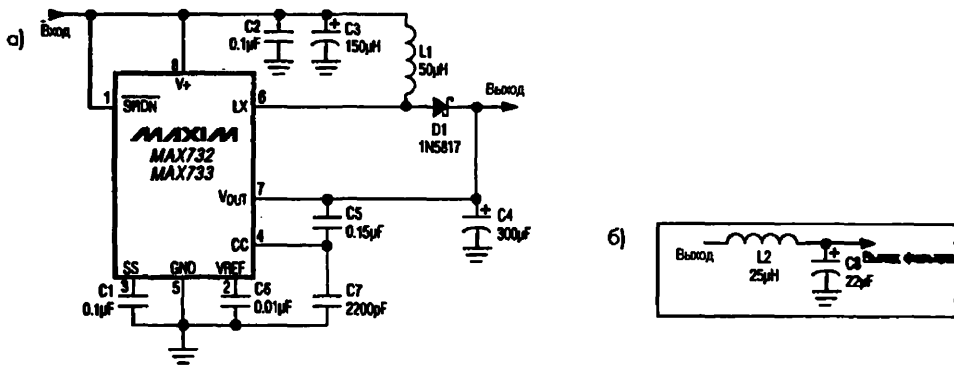 Вход
а)
C2
0.1μF
C3
150μH
L1
50μH
8
V+
1
SHDN
LX
6
Выход
D1
1N5817
MAXIM
MAX732
MAX733
VOUT
7
C5
0.15μF
C4
300μF
CC
4
SS
GND
VREF
C1
0.1μF
3
5
2
C6
0.01μF
C7
2200pF
б)
Выход
L2
25μH
C8
22μF
Выход